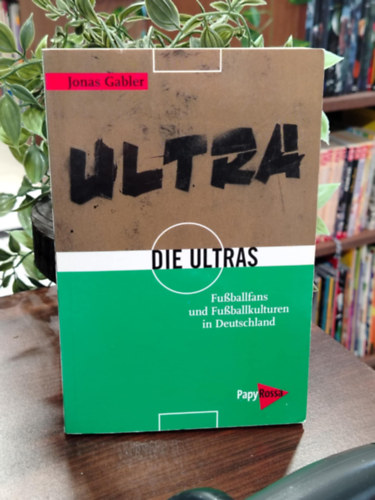 Jonas Gabler
ULTRA
DIE ULTRAS
Fußballfans
und Fußballkulturen
in Deutschland
PapyRossa